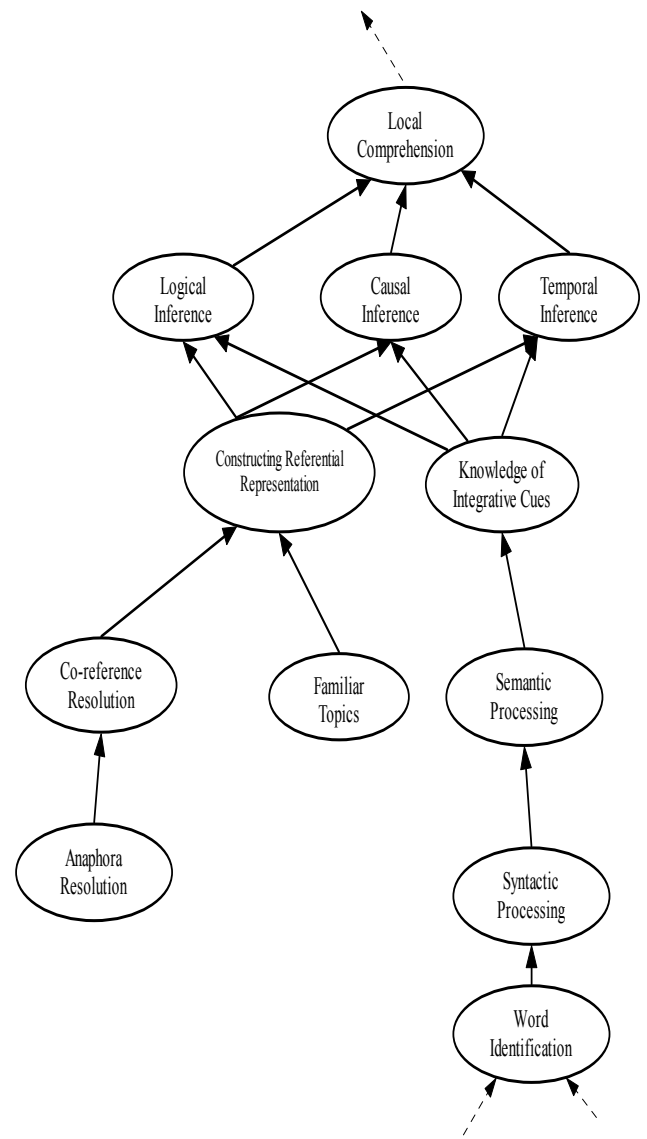 Local
Comprehension
Logical
Inference
Causal
Inference
Temporal
Inference
Constructing Referential
Representation
Knowledge of
Integrative Cues
Co-reference
Resolution
Familiar
Topics
Semantic
Processing
Anaphora
Resolution
Syntactic
Processing
Word
Identification